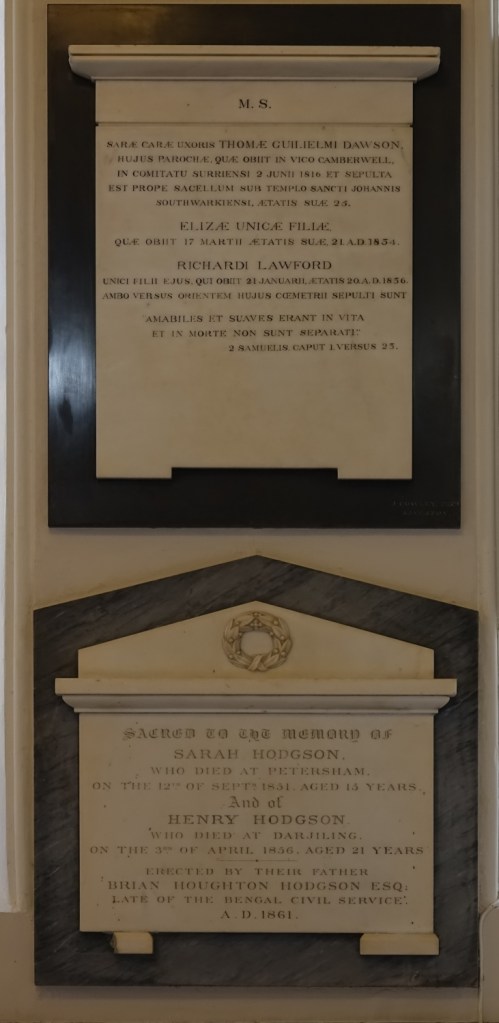 M. S.
SARÆ CARÆ UXORIS THOMÆ GUILIELMI DAWSON,
HUJUS PAROCHÆ, QUÆ OBIIT IN VICO CAMBERWELL,
IN COMITATU SURRIENSI 2 JUNII 1816 ET SEPULTA
EST PROPE SACELLUM SUB TEMPLO SANCTI JOHANNIS
SOUTHWARKIENSI, ÆTATIS SUÆ 25.
ELIZÆ UNICÆ FILIÆ,
QUÆ OBIIT 17 MARTII ÆTATIS SUÆ, 21. A.D. 1834.
RICHARDI LAWFORD
UNICI FILII EJUS, QUI OBIIT 21 JANUARII, ÆTATIS 20. A.D. 1836.
AMBO VERSUS ORIENTEM HUJUS CŒMETRII SEPULTI SUNT
"AMABILES ET SUAVES ERANT IN VITA
ET IN MORTE NON SUNT SEPARATI."
2 SAMUELIS. CAPUT 1. VERSUS 23.
SACRED TO THE MEMORY OF
SARAH HODGSON,
WHO DIED AT PETERSHAM,
ON THE 12TH OF SEPTR 1851. AGED 15 YEARS.
And of
HENRY HODGSON.
WHO DIED AT DARJILING,
ON THE 3RD OF APRIL 1856. AGED 21 YEARS
ERECTED BY THEIR FATHER
BRIAN HOUGHTON HODGSON ESQ:
LATE OF THE BENGAL CIVIL SERVICE.
A.D. 1861.